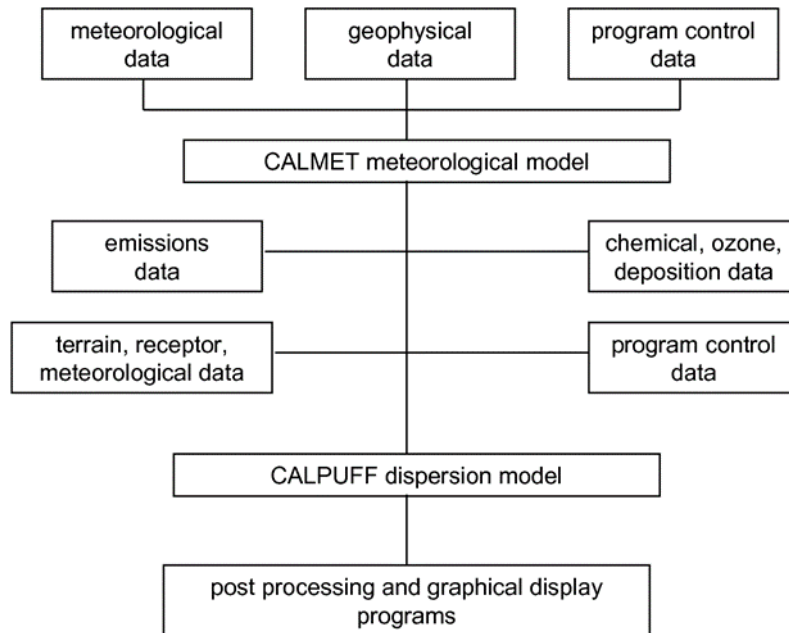 meteorological
data
geophysical
data
program control
data
CALMET meteorological model
emissions
data
chemical, ozone,
deposition data
terrain, receptor,
meteorological data
program control
data
CALPUFF dispersion model
post processing and graphical display
programs